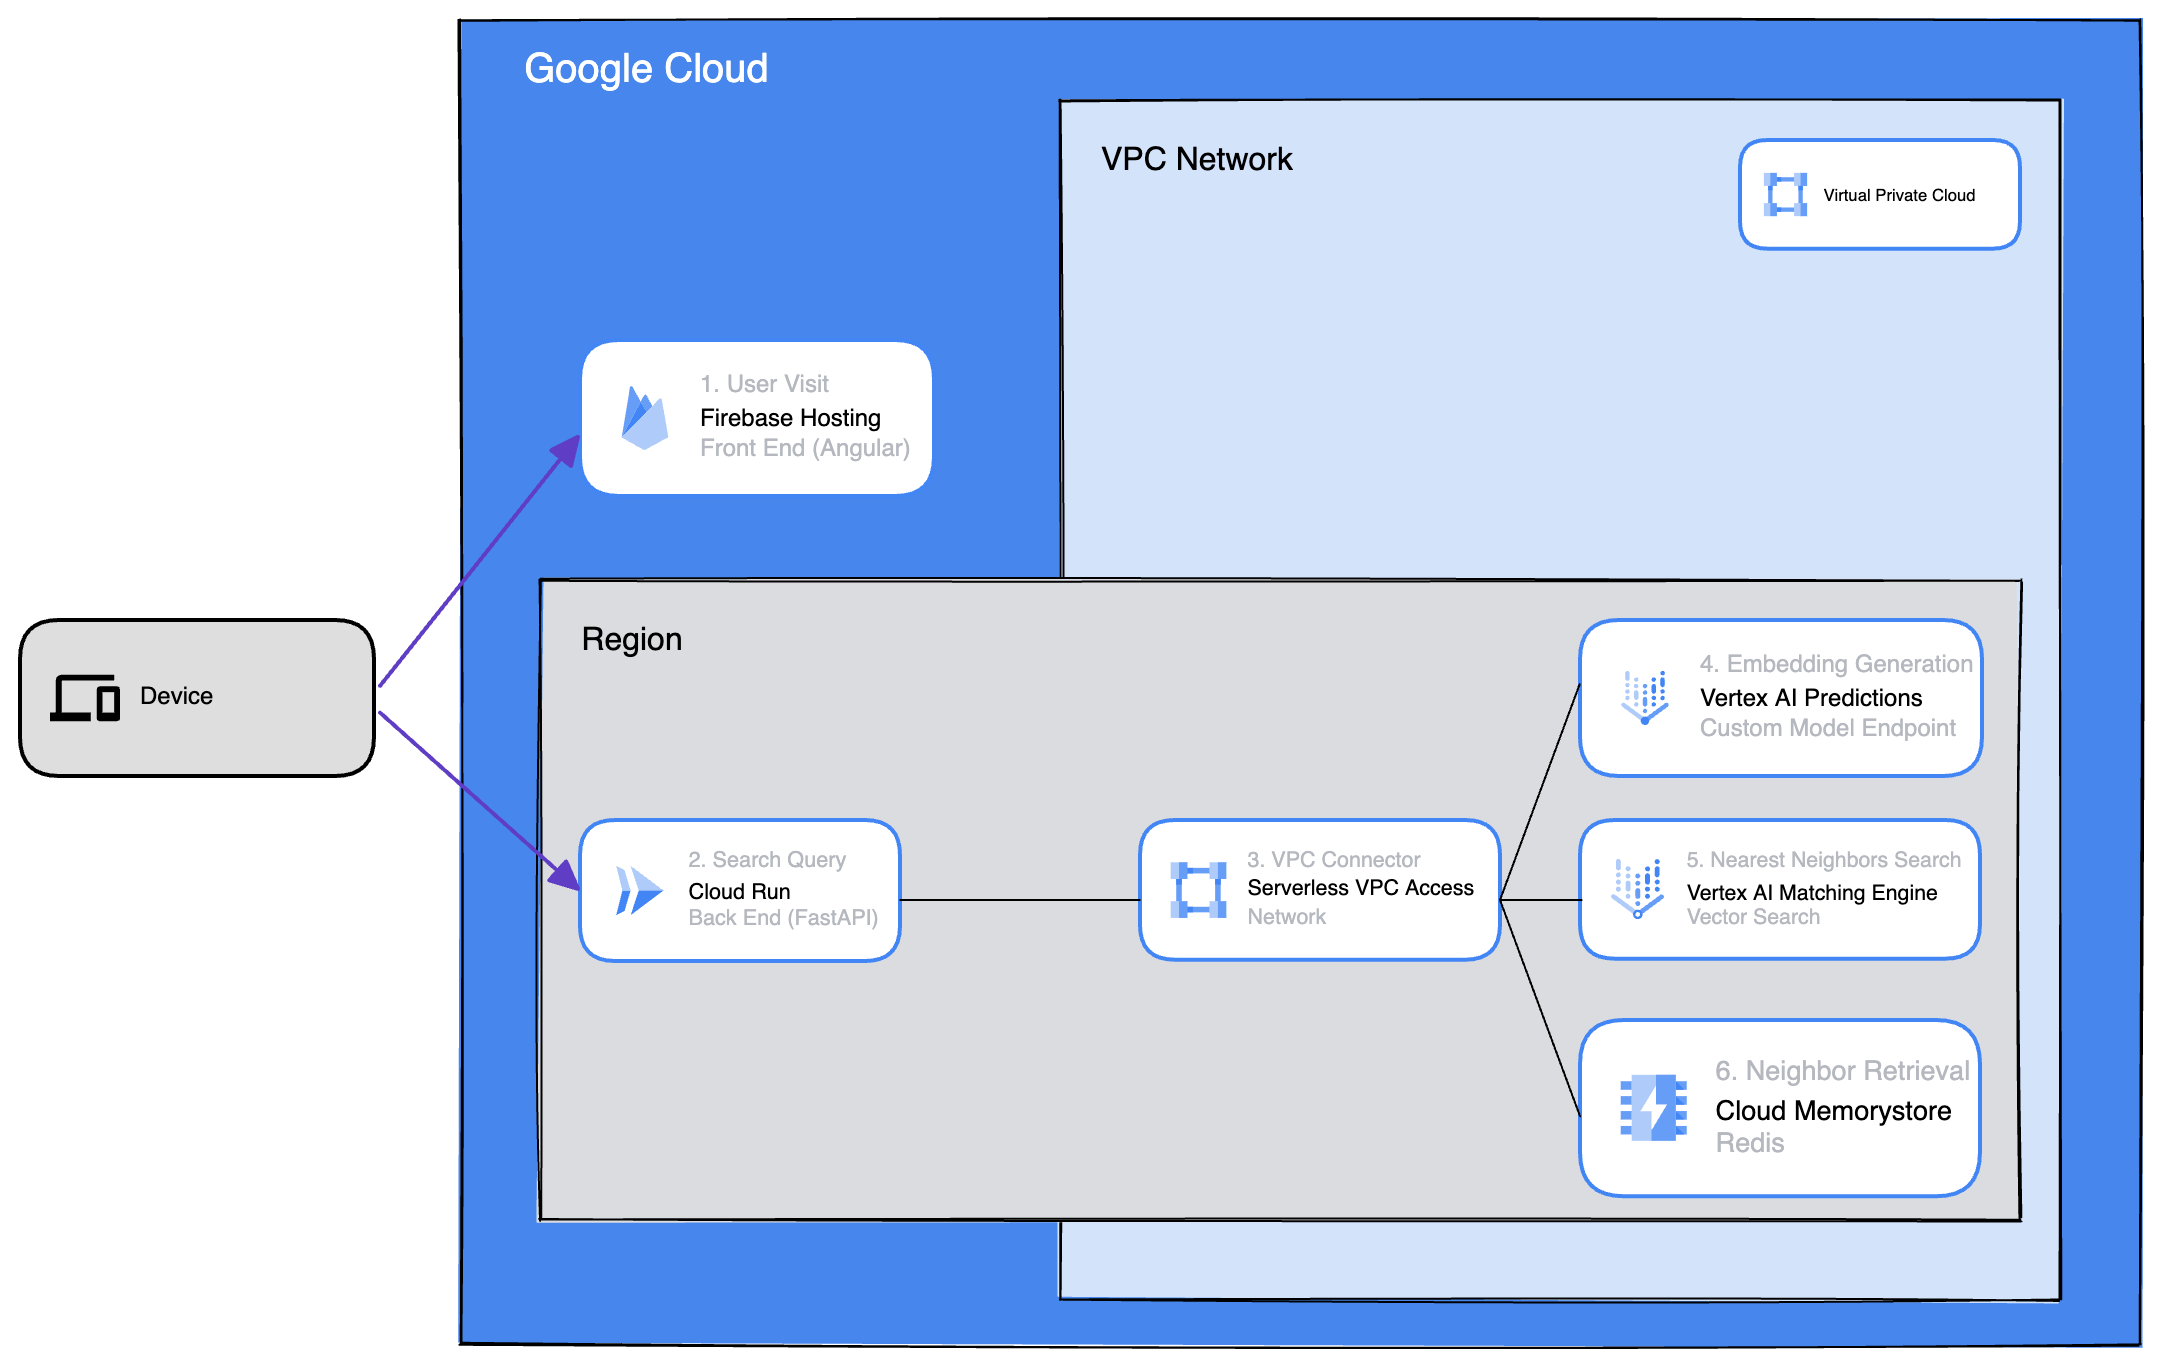 Google Cloud
VPC Network
Virtual Private Cloud
1. User Visit
Firebase Hosting
Front End (Angular)
Device
Region
2. Search Query
Cloud Run
Back End (FastAPI)
3. VPC Connector
Serverless VPC Access
Network
4. Embedding Generation
Vertex AI Predictions
Custom Model Endpoint
5. Nearest Neighbors Search
Vertex AI Matching Engine
Vector Search
6. Neighbor Retrieval
Cloud Memorystore
Redis